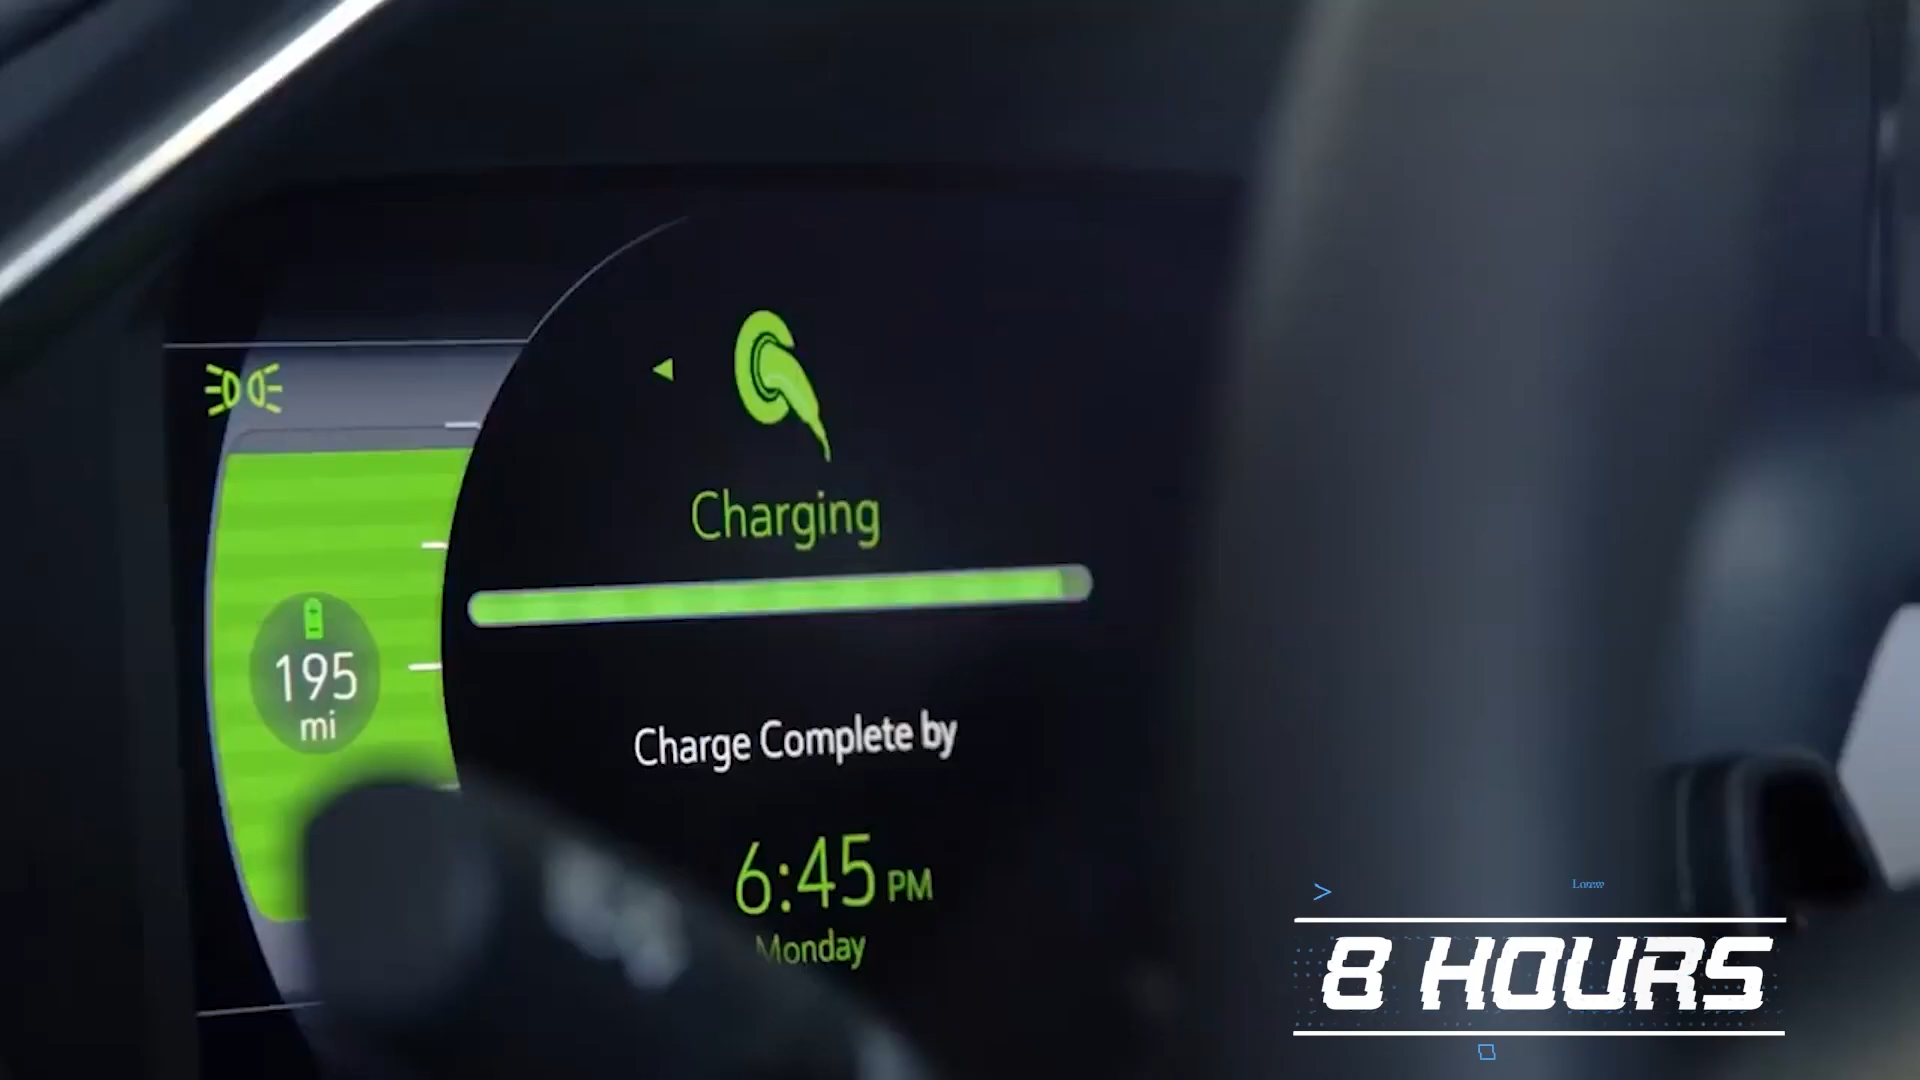 Charging
195
mi
Charge Complete by
6:45 PM
Monday
>
8 HOURS